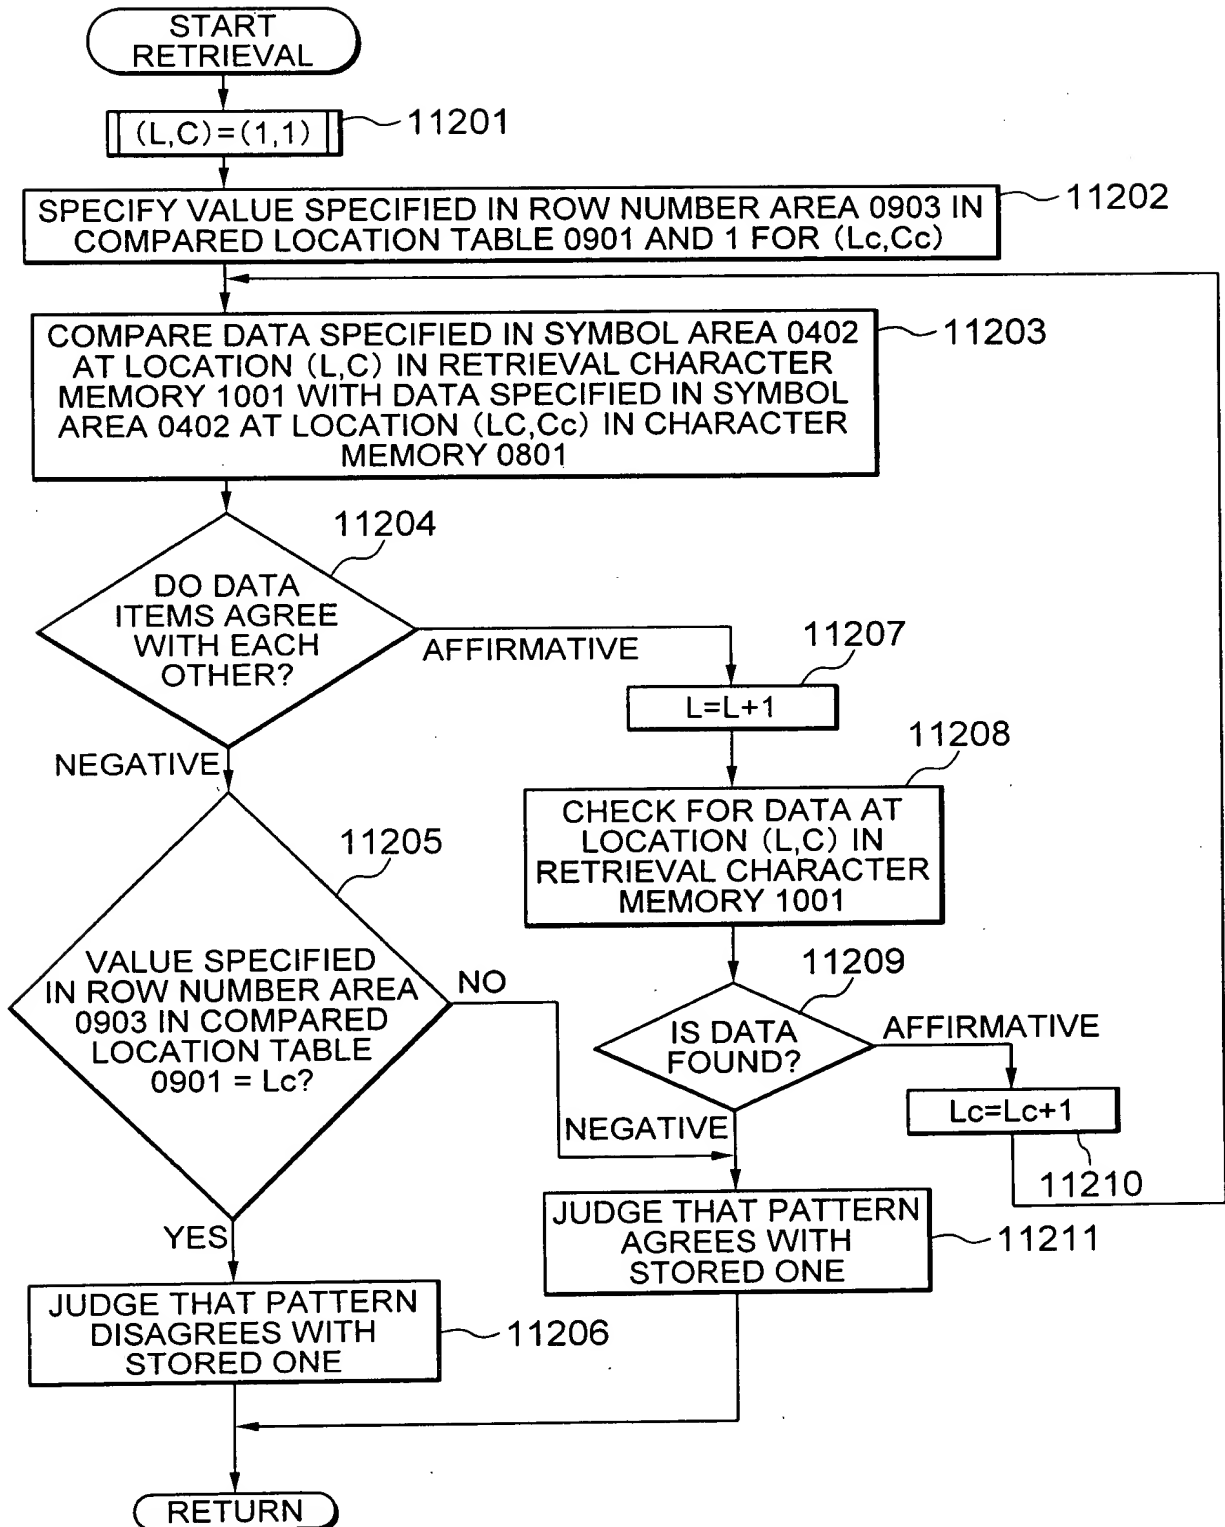 START
RETRIEVAL
(L,C)=(1,1)
11201
SPECIFY VALUE SPECIFIED IN ROW NUMBER AREA 0903 IN
COMPARED LOCATION TABLE 0901 AND 1 FOR (Lc,Cc)
11202
COMPARE DATA SPECIFIED IN SYMBOL AREA 0402
AT LOCATION (L,C) IN RETRIEVAL CHARACER
MEMORY 1001 WITH DATA SPECIFIED IN SYMBOL
AREA 0402 AT LOCATION (LC,Cc) IN CHARACTER
MEMORY 0801
11203
DO DATA
ITEMS AGREE
WITH EACH
OTHER?
11204
AFFIRMATIVE
NEGATIVE
11207
L=L+1
11208
CHECK FOR DATA AT
LOCATION (L,C) IN
RETRIEVAL CHARACTER
MEMORY 1001
11205
VALUE SPECIFIED
IN ROW NUMBER AREA
0903 IN COMPARED
LOCATION TABLE
0901 = Lc?
NO
YES
11209
IS DATA
FOUND?
AFFIRMATIVE
NEGATIVE
Lc=Lc+1
11210
JUDGE THAT PATTERN
AGREES WITH
STORED ONE
11211
JUDGE THAT PATTERN
DISAGREES WITH
STORED ONE
11206
RETURN